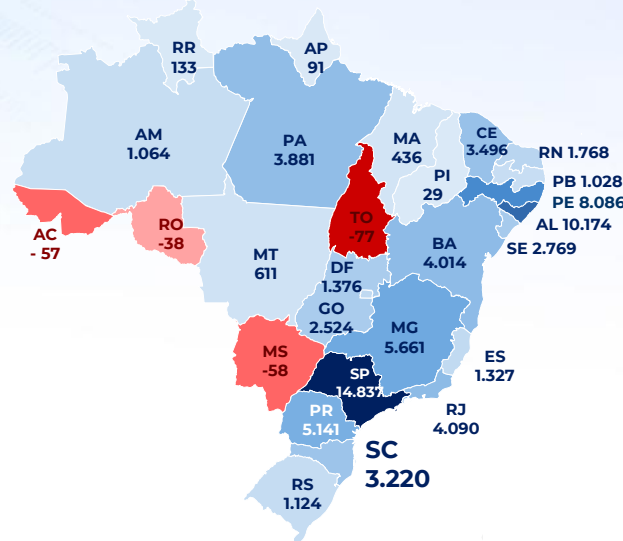 RR
133
AP
91
AM
1.064
PA
3.881
MA
436
CE
3.496
RN 1.768
PI
29
PB 1.028
PE 8.086
AL 10.174
SE 2.769
AC
- 57
RO
-38
TO
-77
MT
611
BA
4.014
DF
1.376
GO
2.524
MG
5.661
MS
-58
SP
14.837
ES
1.327
RJ
4.090
PR
5.141
SC
3.220
RS
1.124